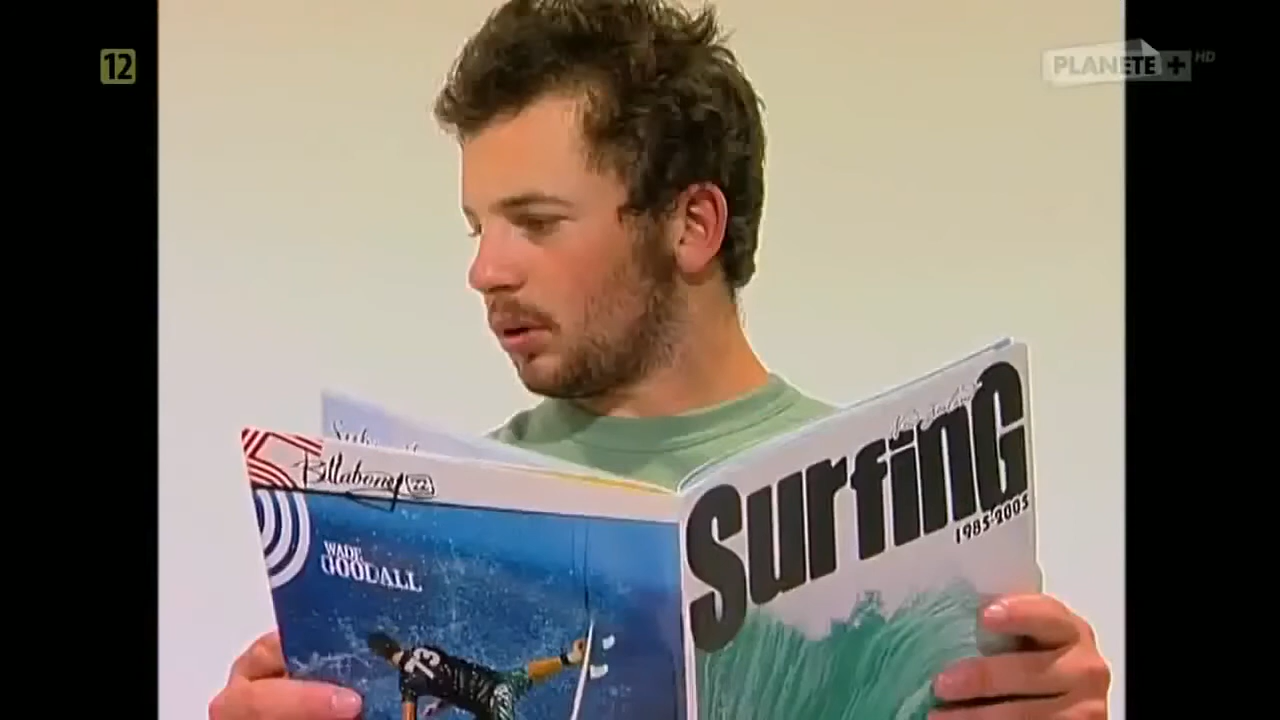 12
PLANETE + HD
Billabong
WADE
GOODALL
73
SurfinG
1985-2005